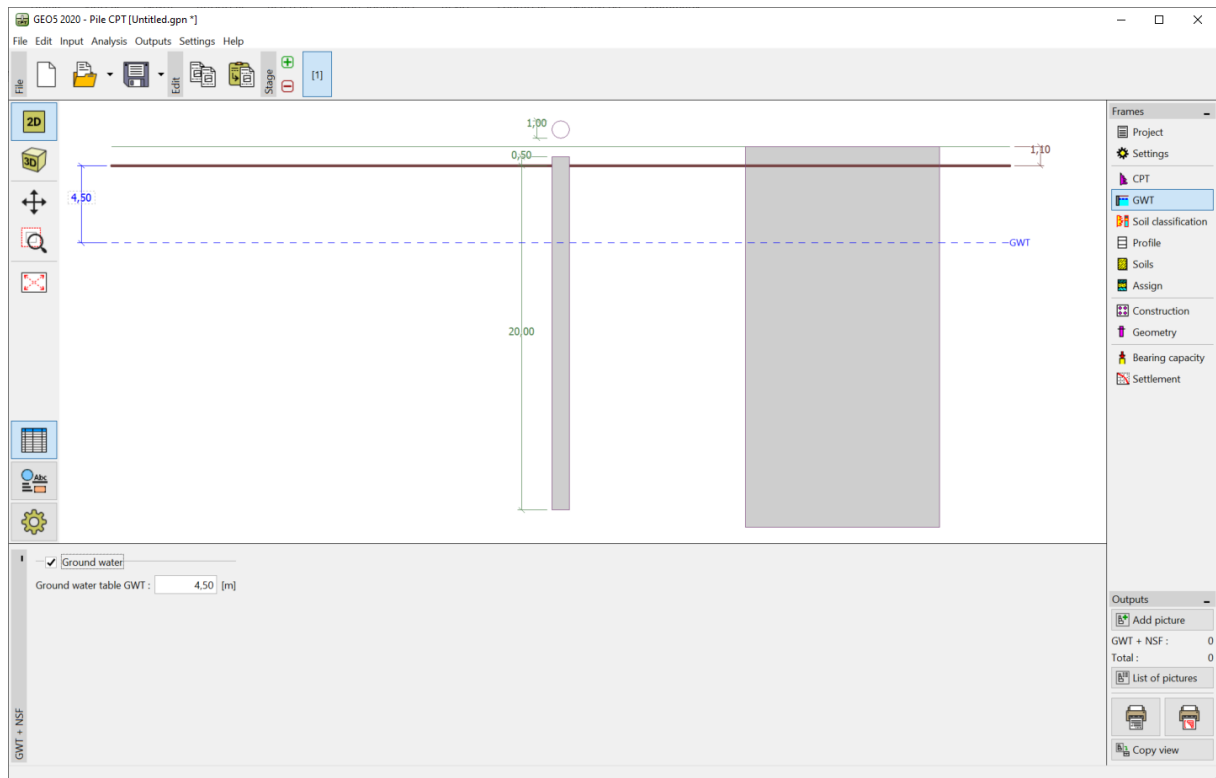 GEO5 2020 - Pile CPT [Untitled.gpn *]
File Edit Input Analysis Outputs Settings Help
File
Edit
Stage
[1]
2D
3D
Abc
1,00
0,50
1,10
4,50
GWT
20,00
Frames
Project
Settings
CPT
GWT
Soil classification
Profile
Soils
Assign
Construction
Geometry
Bearing capacity
Settlement
GWT + NSF
Ground water
Ground water table GWT : 4,50 [m]
Outputs
Add picture
GWT + NSF : 0
Total : 0
List of pictures
Copy view